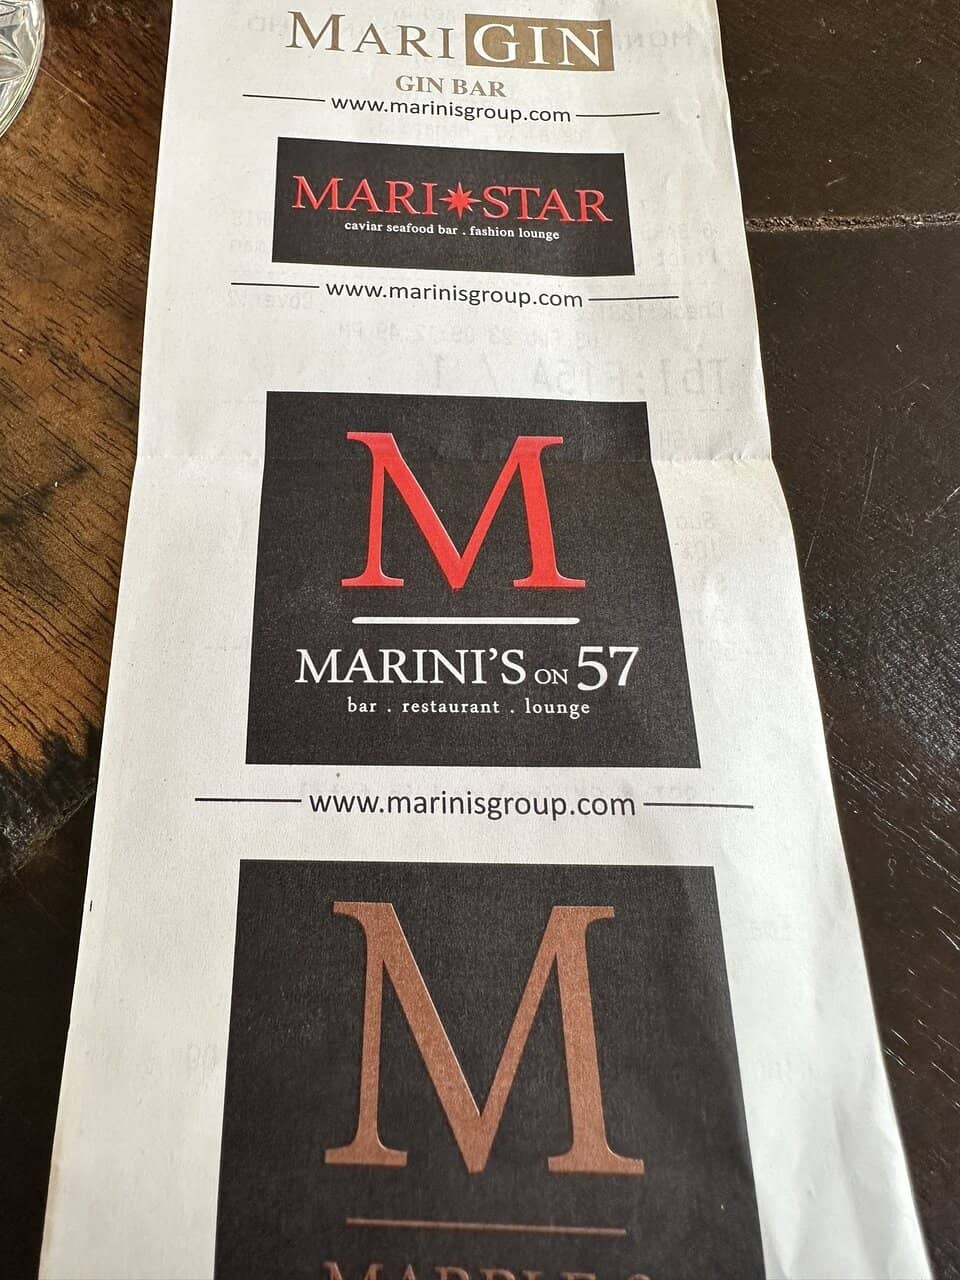 MARIGIN
GIN BAR
www.marinisgroup.com
MARI STAR
caviar seafood bar . fashion lounge
www.marinisgroup.com
M
MARINI'S ON 57
bar . restaurant . lounge
www.marinisgroup.com
M